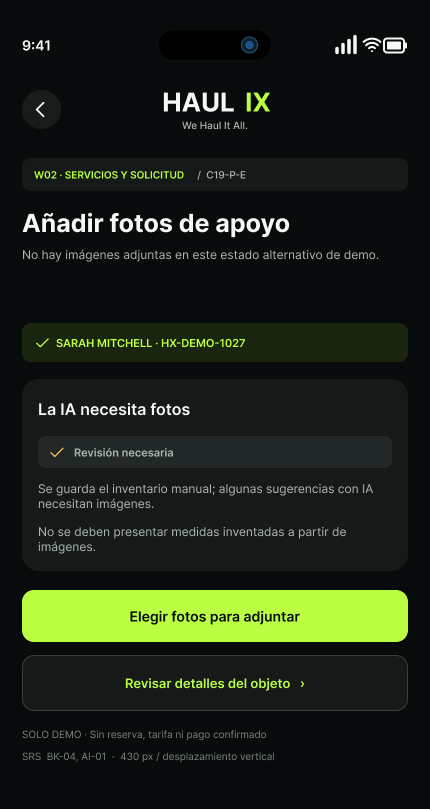 9:41
HAUL IX
We Haul It All.
W02 · SERVICIOS Y SOLICITUD / C19-P-E
Añadir fotos de apoyo
No hay imágenes adjuntas en este estado alternativo de demo.
SARAH MITCHELL · HX-DEMO-1027
La IA necesita fotos
Revisión necesaria
Se guarda el inventario manual; algunas sugerencias con IA
necesitan imágenes.
No se deben presentar medidas inventadas a partir de
imágenes.
Elegir fotos para adjuntar
Revisar detalles del objeto ›
SOLO DEMO · Sin reserva, tarifa ni pago confirmado
SRS BK-04, AI-01 · 430 px / desplazamiento vertical